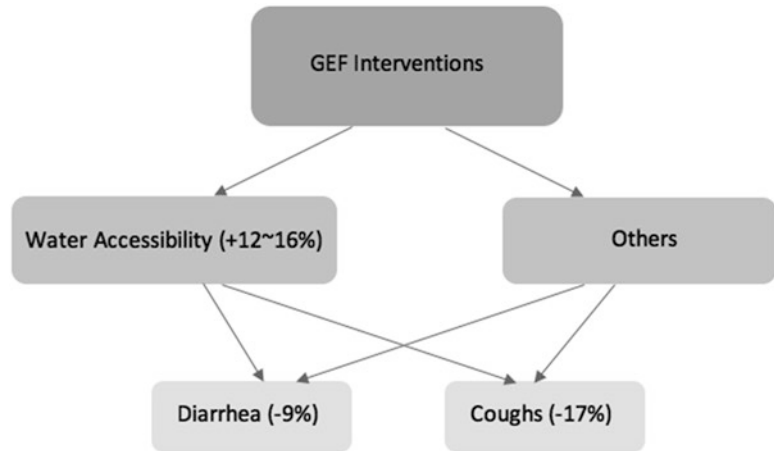 GEF Interventions
Water Accessibility (+12~16%)
Others
Diarrhea (-9%)
Coughs (-17%)